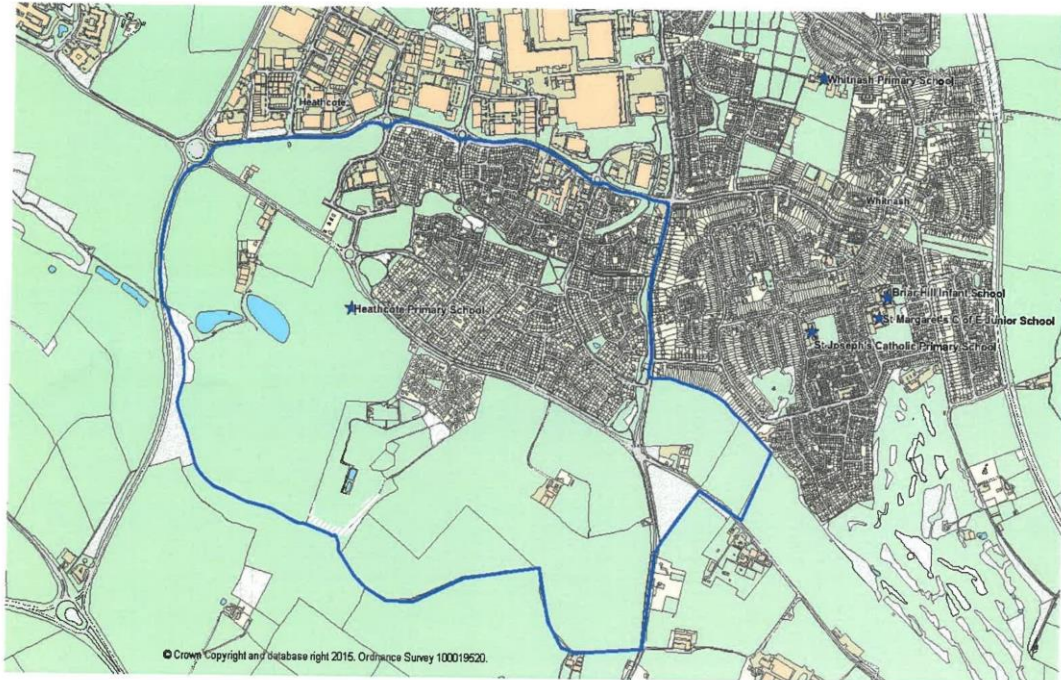 Whitnash Primary School
Heathcote
Whitnash
Briar Hill Infant School
Heathcote Primary School
St Margaret's C of E Junior School
St Joseph's Catholic Primary School
© Crown Copyright and database right 2015. Ordnance Survey 100019520.